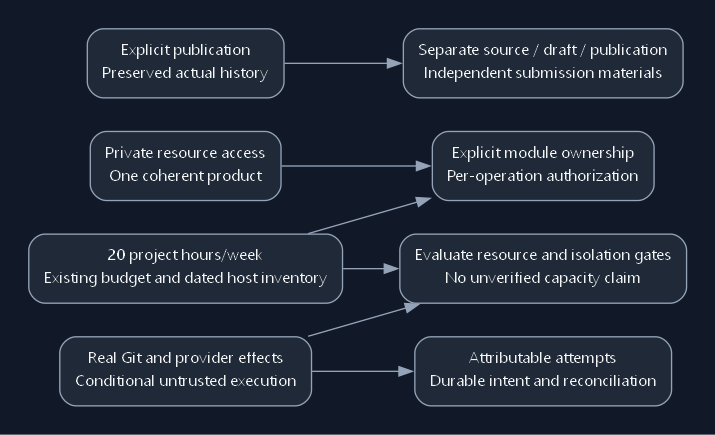 Explicit publication
Preserved actual history
Separate source / draft / publication
Independent submission materials
Private resource access
One coherent product
Explicit module ownership
Per-operation authorization
20 project hours/week
Existing budget and dated host inventory
Evaluate resource and isolation gates
No unverified capacity claim
Real Git and provider effects
Conditional untrusted execution
Attributable attempts
Durable intent and reconciliation